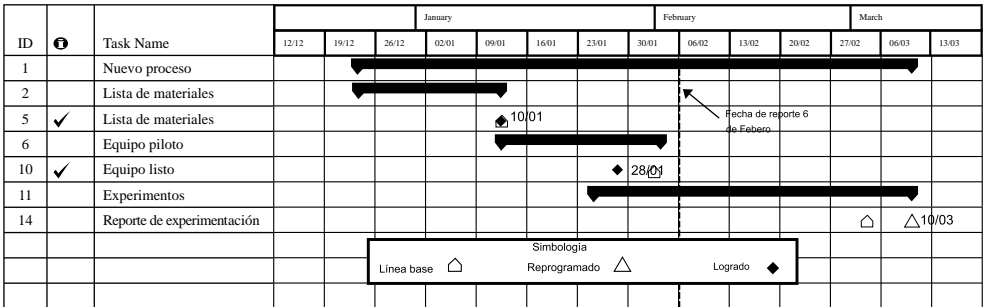 January February March
ID Task Name 12/12 19/12 26/12 02/01 09/01 16/01 23/01 30/01 06/02 13/02 20/02 27/02 06/03 13/03
1 Nuevo proceso
2 Lista de materiales
5 Lista de materiales 10/01
Fecha de reporte 6
de Febero
6 Equipo piloto
10 Equipo listo 28/01
11 Experimentos
14 Reporte de experimentación 10/03
Simbología
Línea base Reprogramado Logrado